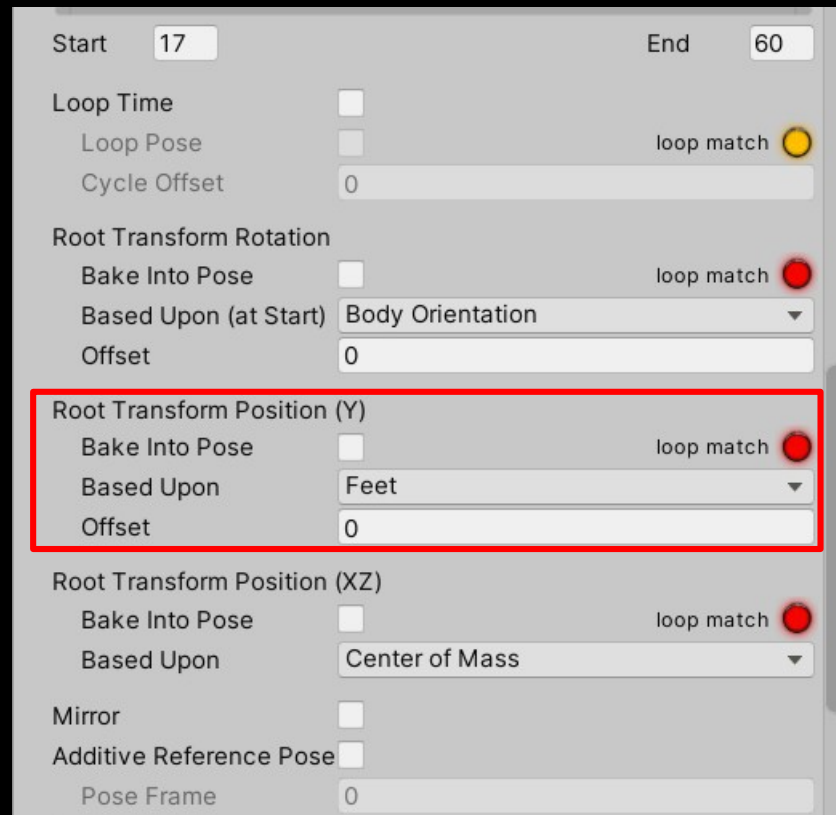 Start 17 End 60
Loop Time
Loop Pose loop match
Cycle Offset 0
Root Transform Rotation
Bake Into Pose loop match
Based Upon (at Start) Body Orientation
Offset 0
Root Transform Position (Y)
Bake Into Pose loop match
Based Upon Feet
Offset 0
Root Transform Position (XZ)
Bake Into Pose loop match
Based Upon Center of Mass
Mirror
Additive Reference Pose
Pose Frame 0